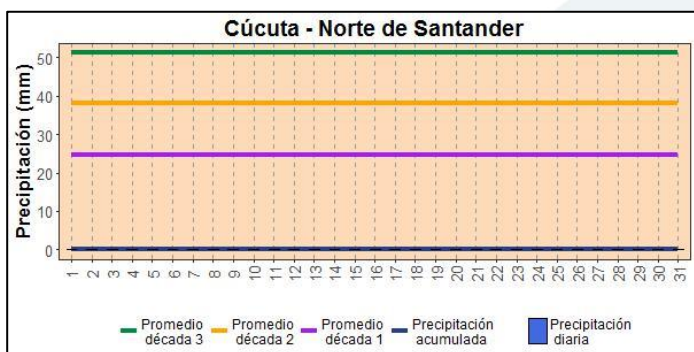 Cúcuta - Norte de Santander
Precipitación (mm)
50
40
30
20
10
0
1 2 3 4 5 6 7 8 9 10 11 12 13 14 15 16 17 18 19 20 21 22 23 24 25 26 27 28 29 30 31
Promedio década 3
Promedio década 2
Promedio década 1
Precipitación acumulada
Precipitación diaria